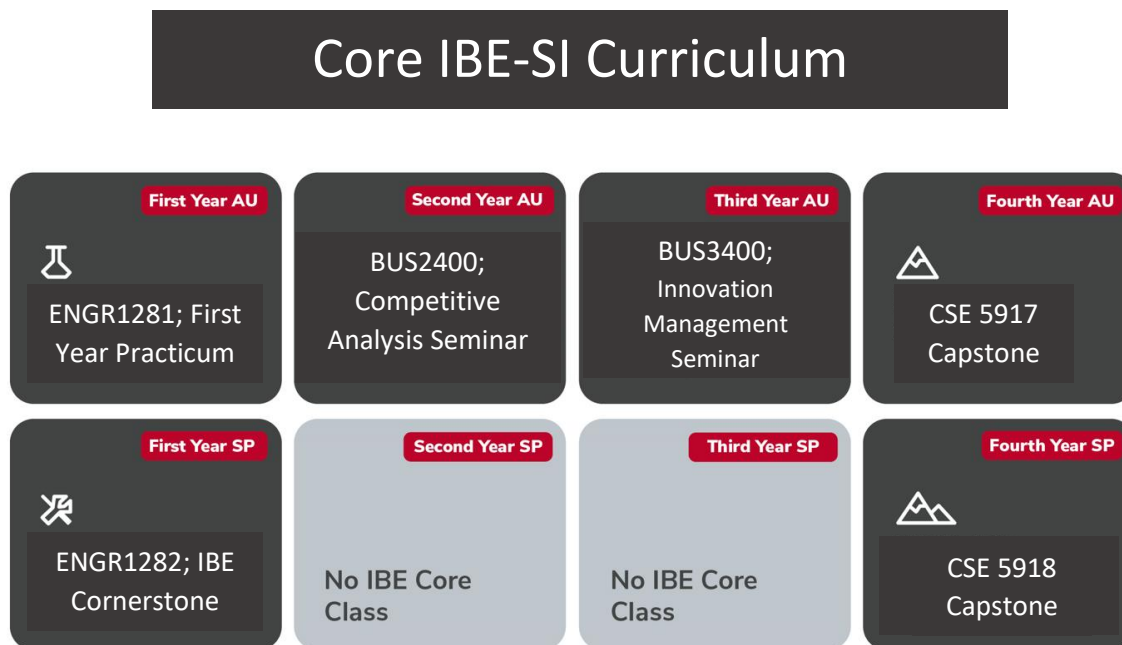 Core IBE-SI Curriculum
First Year AU
ENGR1281; First
Year Practicum
Second Year AU
BUS2400;
Competitive
Analysis Seminar
Third Year AU
BUS3400;
Innovation
Management
Seminar
Fourth Year AU
CSE 5917
Capstone
First Year SP
ENGR1282; IBE
Cornerstone
Second Year SP
No IBE Core
Class
Third Year SP
No IBE Core
Class
Fourth Year SP
CSE 5918
Capstone